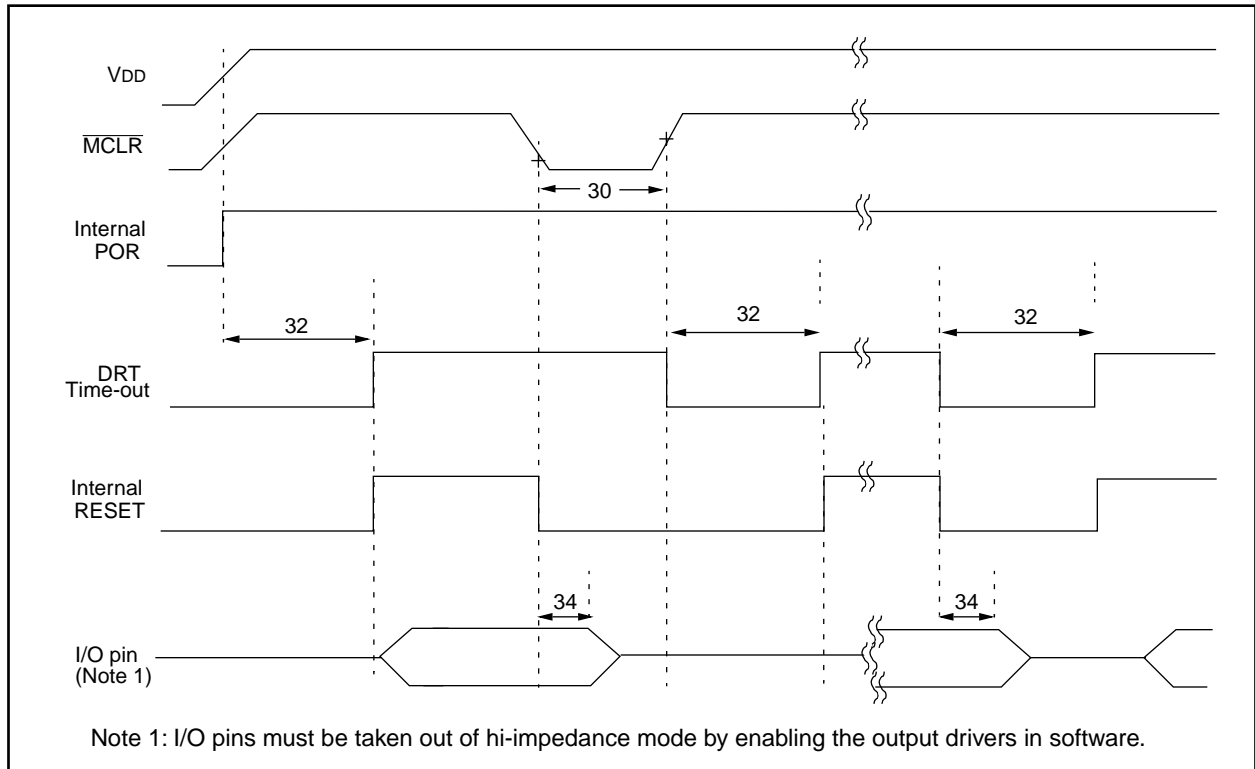 VDD
MCLR
30
Internal
POR
32
32
32
DRT
Time-out
Internal
RESET
34
34
I/O pin
(Note 1)
Note 1: I/O pins must be taken out of hi-impedance mode by enabling the output drivers in software.